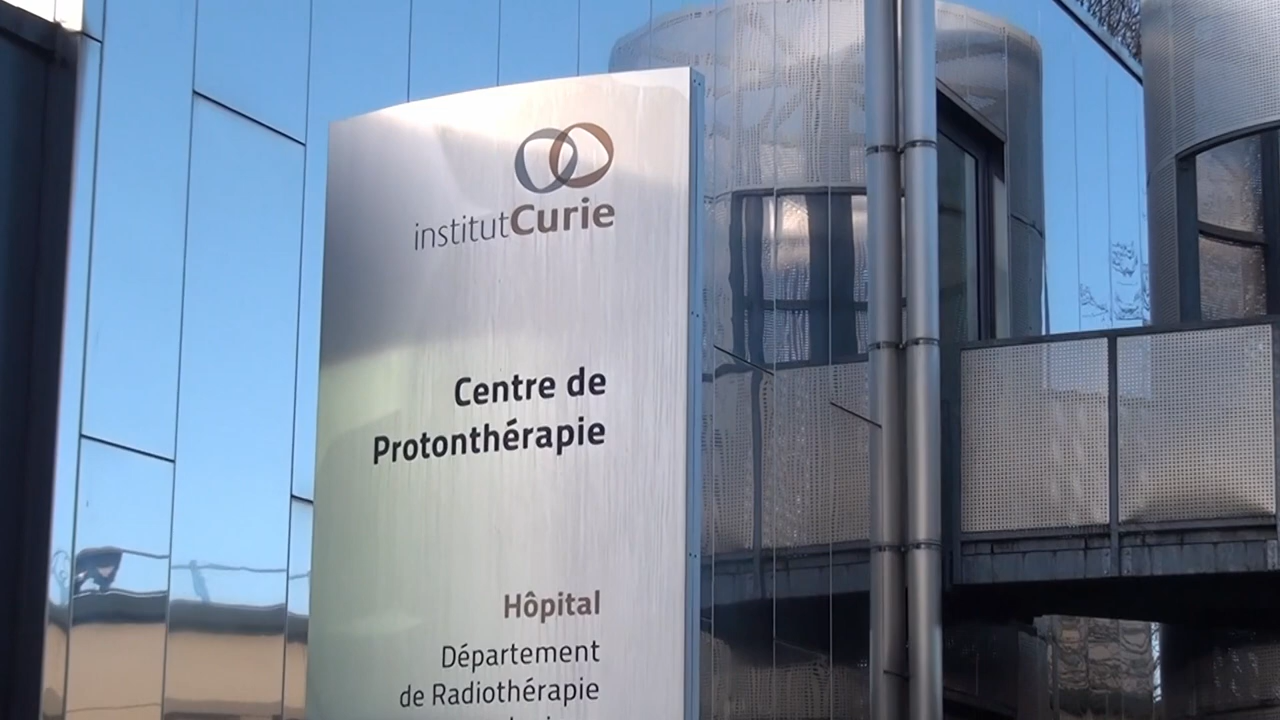 institutCurie
Centre de
Protonthérapie
Hôpital
Département
de Radiothérapie